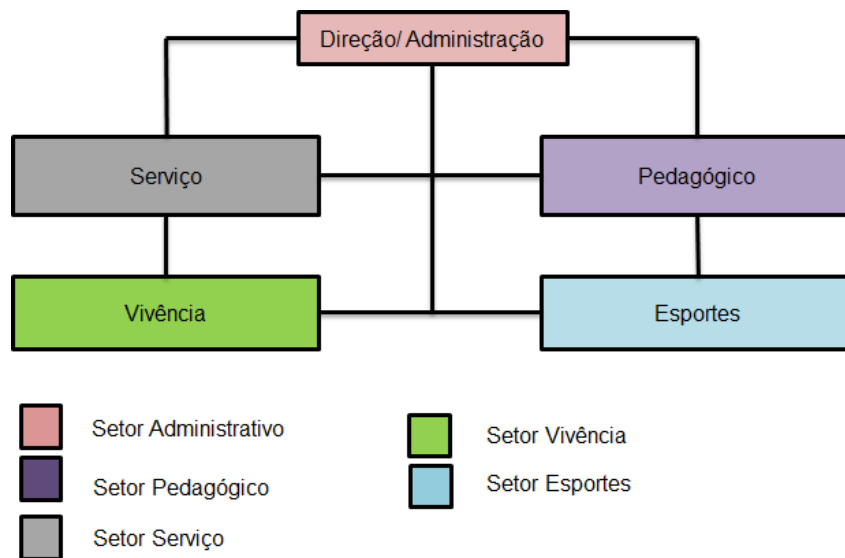 Direção/ Administração
Serviço
Pedagógico
Vivência
Esportes
Setor Administrativo
Setor Pedagógico
Setor Serviço
Setor Vivência
Setor Esportes